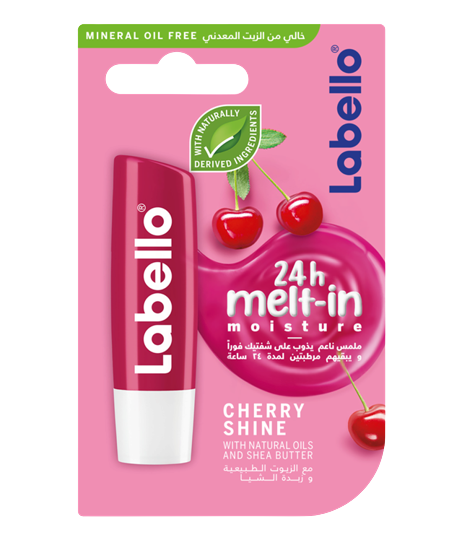 MINERAL OIL FREE خالي من الزيت المعدني
Labello®
WITH NATURALLY
DERIVED INGREDIENTS
Labello®
24h
melt-in
moisture
ملمس ناعم يذوب على شفتيك فوراً
و يبقيهم مرطبتين لمدة ٢٤ ساعة
CHERRY
SHINE
WITH NATURAL OILS
AND SHEA BUTTER
مع الزيوت الطبيعية
و زبدة الشيا